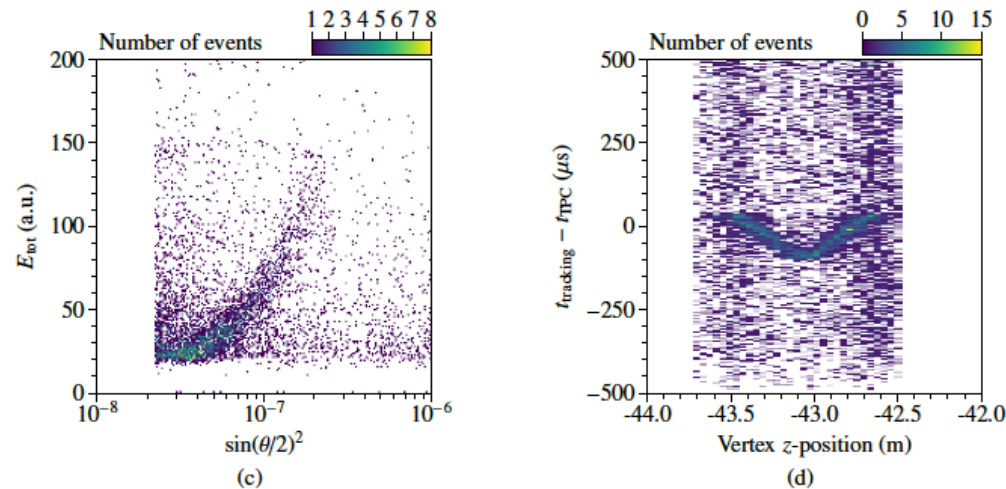 1 2 3 4 5 6 7 8
Number of events
200
150
100
50
0
E_tot (a.u.)
10⁻⁸ 10⁻⁷ 10⁻⁶
sin(θ/2)²
(c)
0 5 10 15
Number of events
500
250
0
−250
−500
t_tracking − t_TPC (μs)
-44.0 -43.5 -43.0 -42.5 -42.0
Vertex z-position (m)
(d)